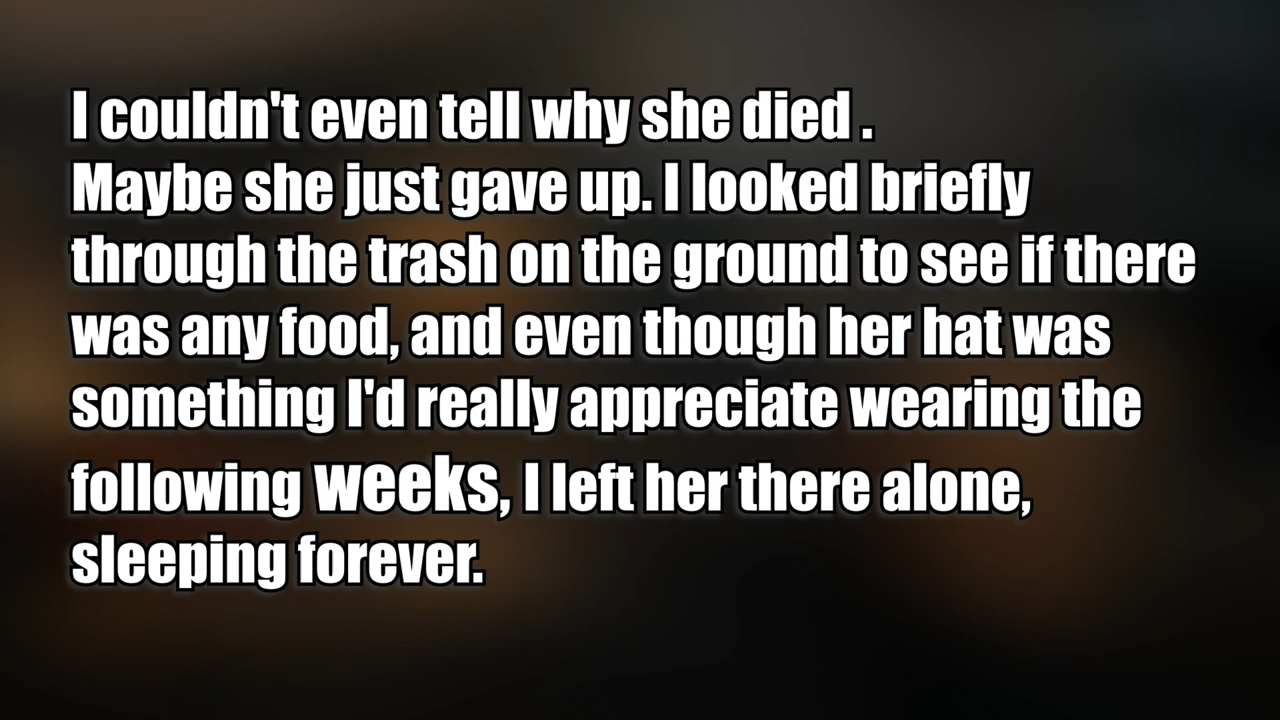 I couldn't even tell why she died .
Maybe she just gave up. I looked briefly
through the trash on the ground to see if there
was any food, and even though her hat was
something I'd really appreciate wearing the
following weeks, I left her there alone,
sleeping forever.